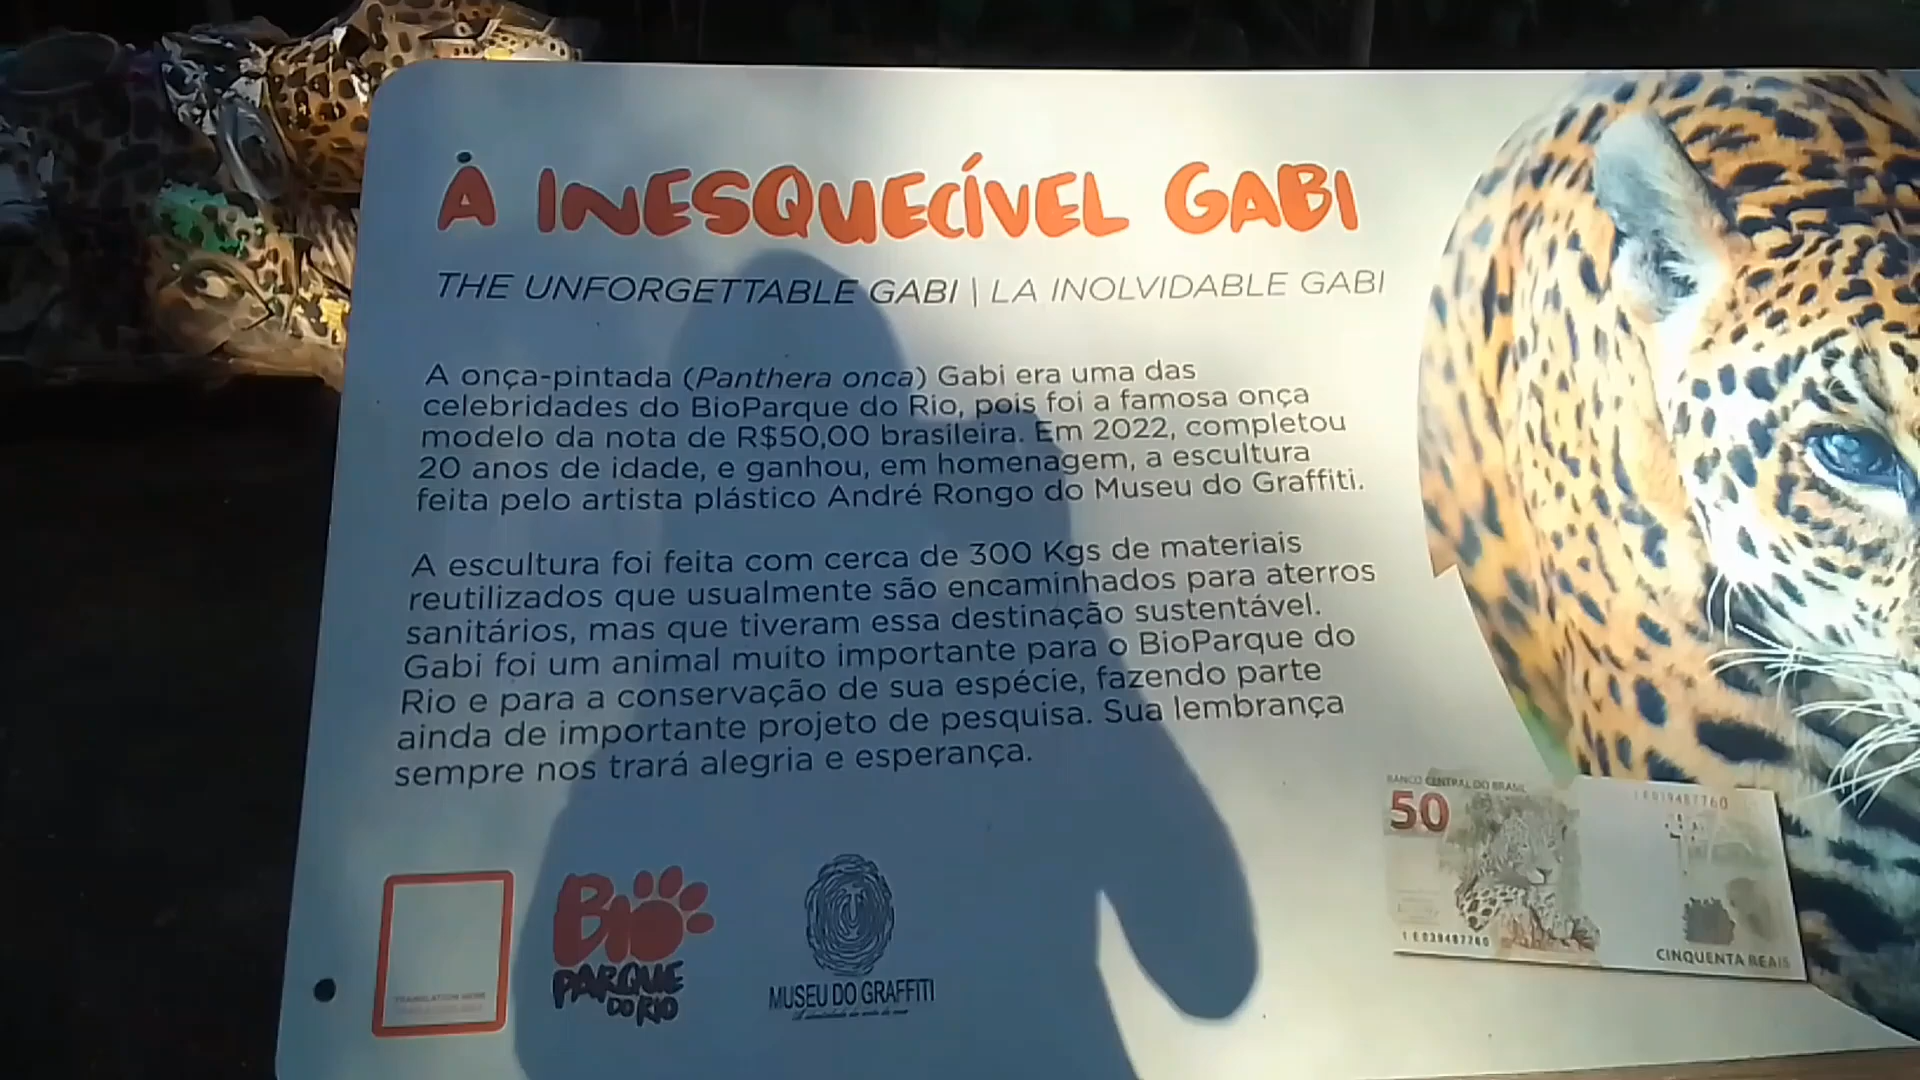 A INESQUECÍVEL GABI
THE UNFORGETTABLE GABI | LA INOLVIDABLE GABI
A onça-pintada (Panthera onca) Gabi era uma das
celebridades do BioParque do Rio, pois foi a famosa onça
modelo da nota de R$50,00 brasileira. Em 2022, completou
20 anos de idade, e ganhou, em homenagem, a escultura
feita pelo artista plástico André Rongo do Museu do Graffiti.
A escultura foi feita com cerca de 300 Kgs de materiais
reutilizados que usualmente são encaminhados para aterros
sanitários, mas que tiveram essa destinação sustentável.
Gabi foi um animal muito importante para o BioParque do
Rio e para a conservação de sua espécie, fazendo parte
ainda de importante projeto de pesquisa. Sua lembrança
sempre nos trará alegria e esperança.
BANCO CENTRAL DO BRASIL
50
1E039487760
1E039487760
CINQUENTA REAIS
TRANSLATION HERE
BIO
PARQUE
DO RIO
MUSEU DO GRAFFITI